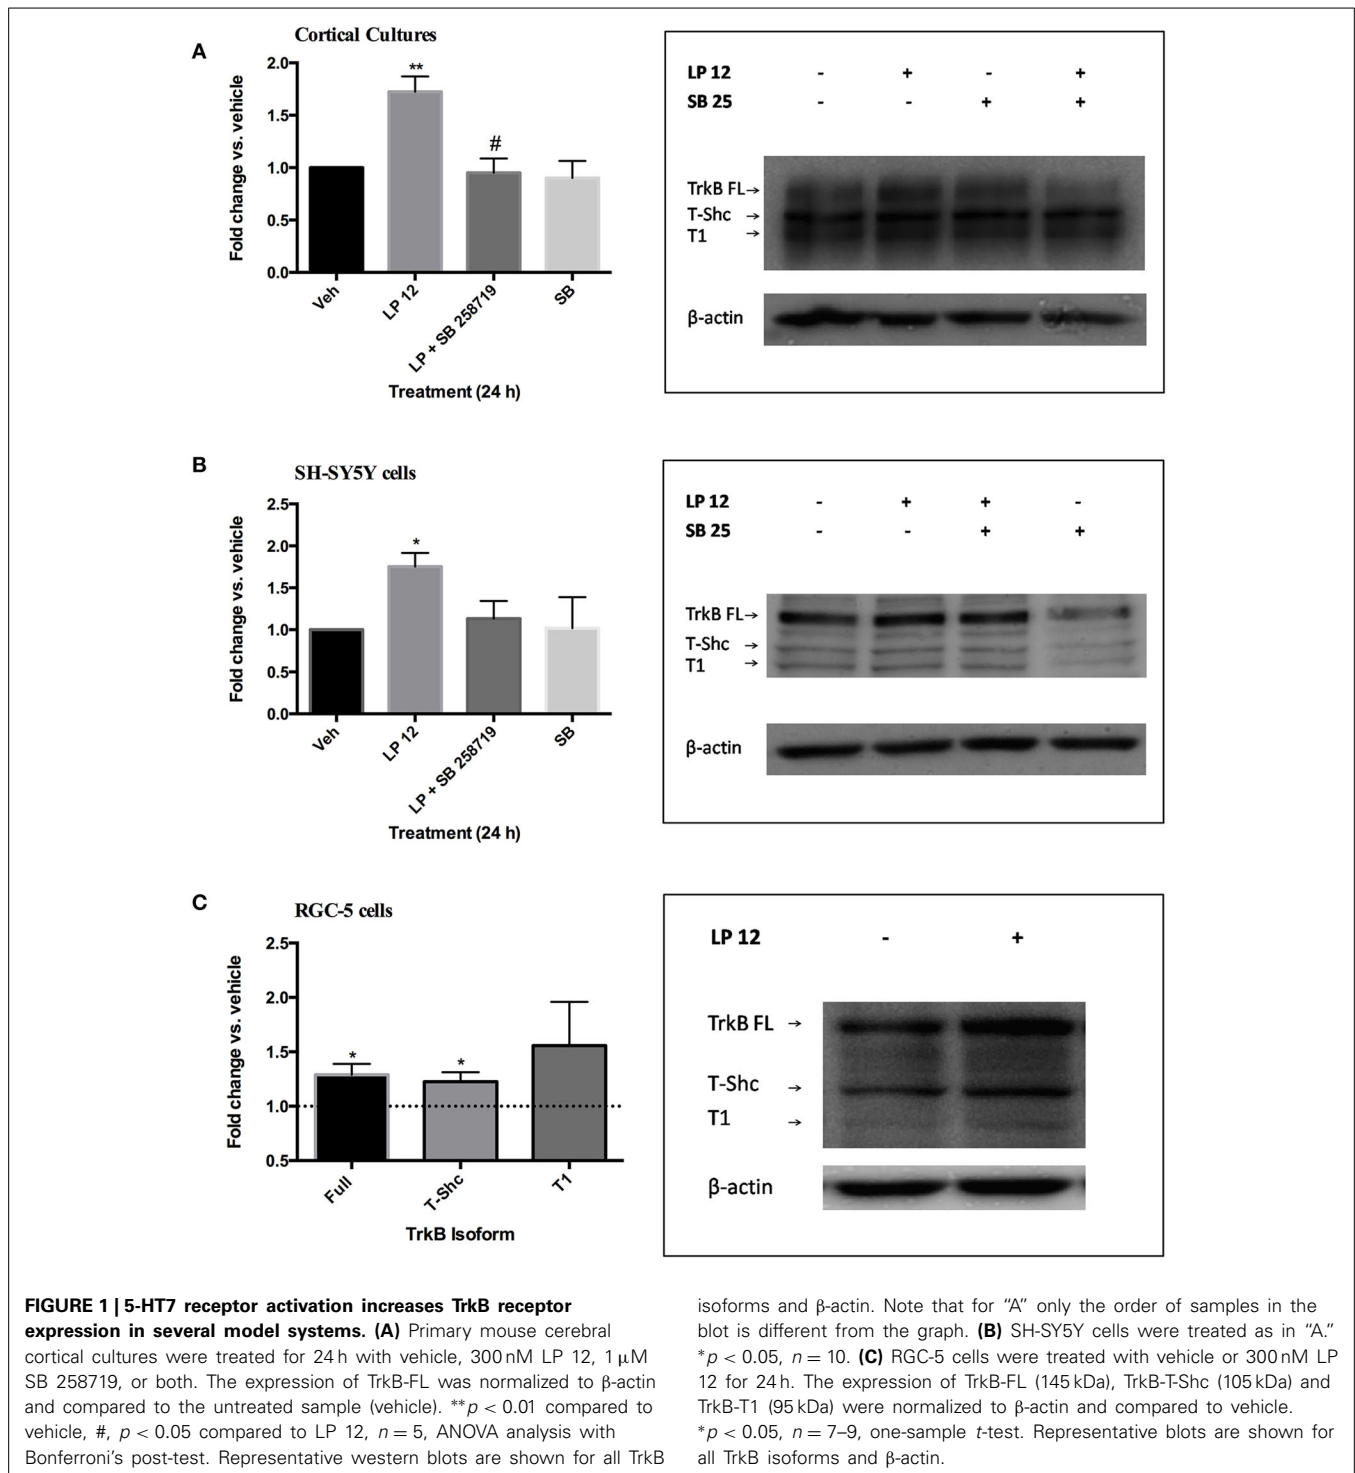 A
Cortical Cultures
2.0
1.5
1.0
0.5
0.0
Fold change vs. vehicle
**
#
Veh
LP 12
LP + SB 258719
SB
Treatment (24 h)
LP 12 - + - +
SB 25 - - + +
TrkB FL→
T-Shc →
T1 →
β-actin
B
SH-SY5Y cells
2.5
2.0
1.5
1.0
0.5
0.0
Fold change vs. vehicle
*
Veh
LP 12
LP + SB 258719
SB
Treatment (24 h)
LP 12 - + + -
SB 25 - - + +
TrkB FL→
T-Shc →
T1 →
β-actin
C
RGC-5 cells
2.5
2.0
1.5
1.0
0.5
Fold change vs. vehicle
*
*
Full
T-Shc
T1
TrkB Isoform
LP 12 - +
TrkB FL →
T-Shc →
T1 →
β-actin
FIGURE 1 | 5-HT7 receptor activation increases TrkB receptor
expression in several model systems. (A) Primary mouse cerebral
cortical cultures were treated for 24 h with vehicle, 300 nM LP 12, 1 μM
SB 258719, or both. The expression of TrkB-FL was normalized to β-actin
and compared to the untreated sample (vehicle). **p < 0.01 compared to
vehicle, #, p < 0.05 compared to LP 12, n = 5, ANOVA analysis with
Bonferroni's post-test. Representative western blots are shown for all TrkB
isoforms and β-actin. Note that for "A" only the order of samples in the
blot is different from the graph. (B) SH-SY5Y cells were treated as in "A."
*p < 0.05, n = 10. (C) RGC-5 cells were treated with vehicle or 300 nM LP
12 for 24 h. The expression of TrkB-FL (145 kDa), TrkB-T-Shc (105 kDa) and
TrkB-T1 (95 kDa) were normalized to β-actin and compared to vehicle.
*p < 0.05, n = 7–9, one-sample t-test. Representative blots are shown for
all TrkB isoforms and β-actin.